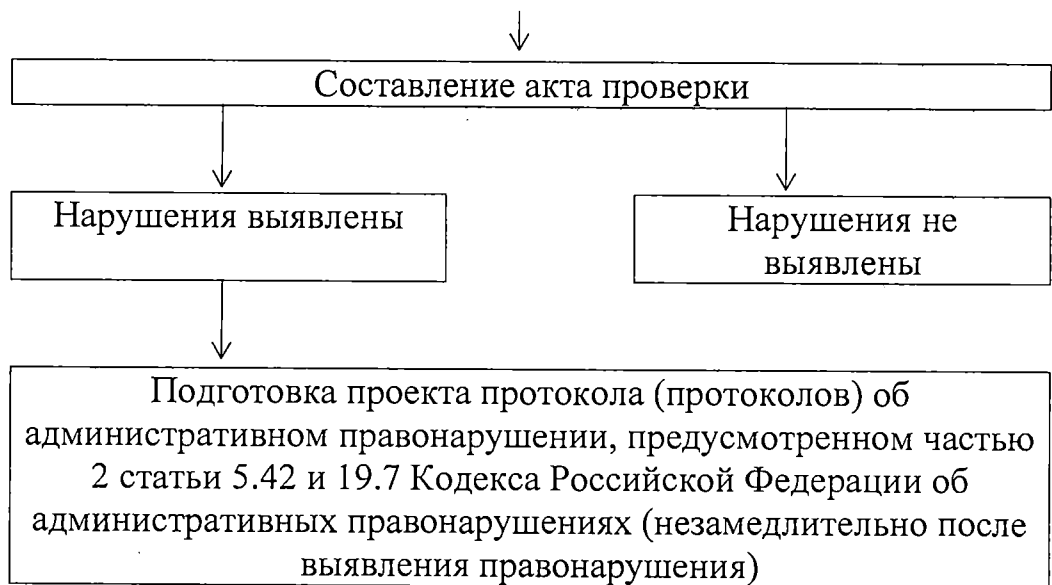 Составление акта проверки
Нарушения выявлены
Нарушения не
выявлены
Подготовка проекта протокола (протоколов) об
административном правонарушении, предусмотренном частью
2 статьи 5.42 и 19.7 Кодекса Российской Федерации об
административных правонарушениях (незамедлительно после
выявления правонарушения)